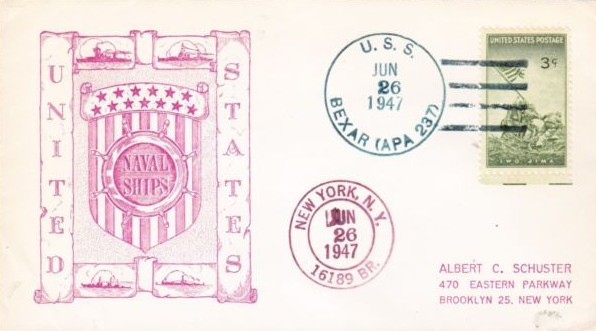 UNITED
STATES
NAVAL
SHIPS
U. S. S.
JUN
26
1947
BEXAR (APA 237)
UNITED STATES POSTAGE
3¢
IWO JIMA
NEW YORK, N.Y.
JUN
26
1947
16189 BR.
ALBERT C. SCHUSTER
470 EASTERN PARKWAY
BROOKLYN 25, NEW YORK